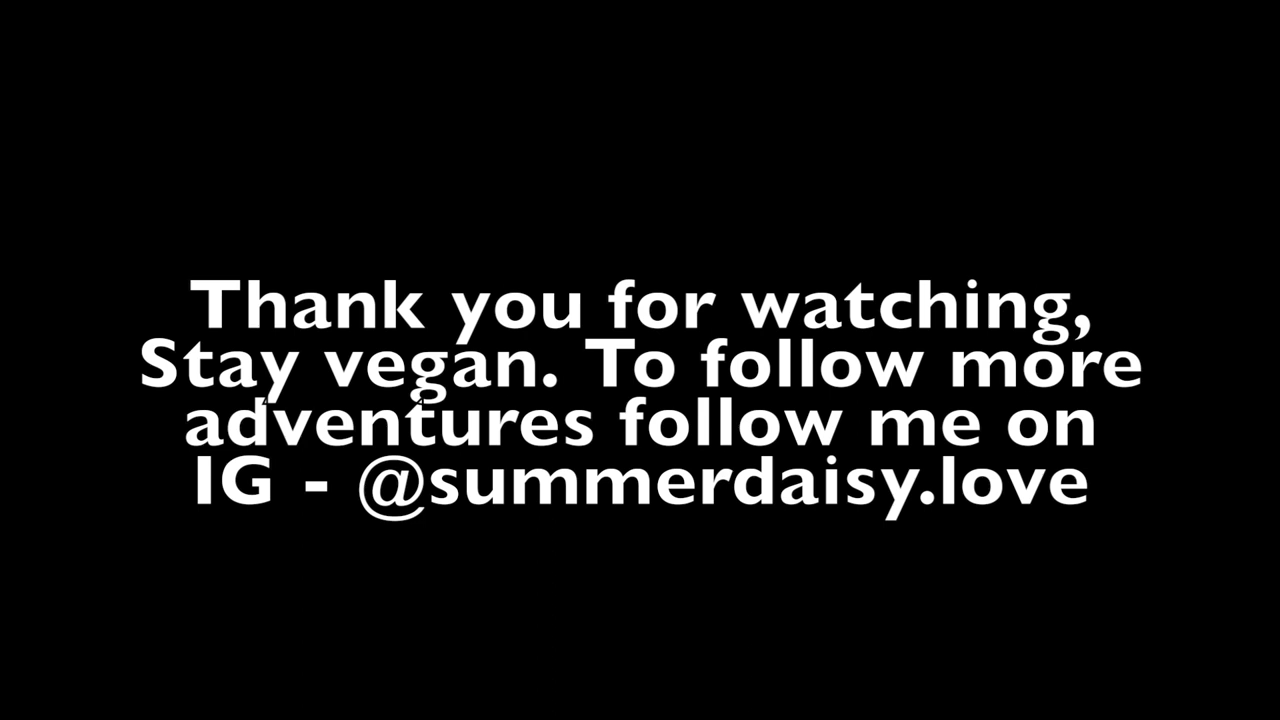 Thank you for watching,
Stay vegan. To follow more
adventures follow me on
IG - @summerdaisy.love